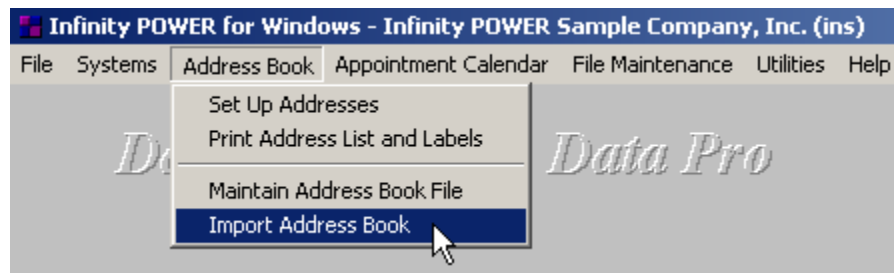 Infinity POWER for Windows - Infinity POWER Sample Company, Inc. (ins)
File Systems Address Book Appointment Calendar File Maintenance Utilities Help
Set Up Addresses
Print Address List and Labels
Data Pro
Maintain Address Book File
Import Address Book